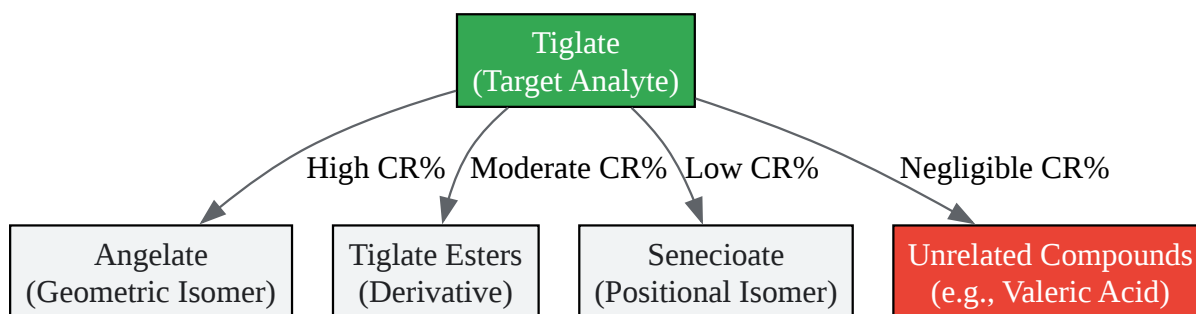 Tiglate
(Target Analyte)
High CR%
Moderate CR%
Low CR%
Negligible CR%
Angelate
(Geometric Isomer)
Tiglate Esters
(Derivative)
Senecioate
(Positional Isomer)
Unrelated Compounds
(e.g., Valeric Acid)